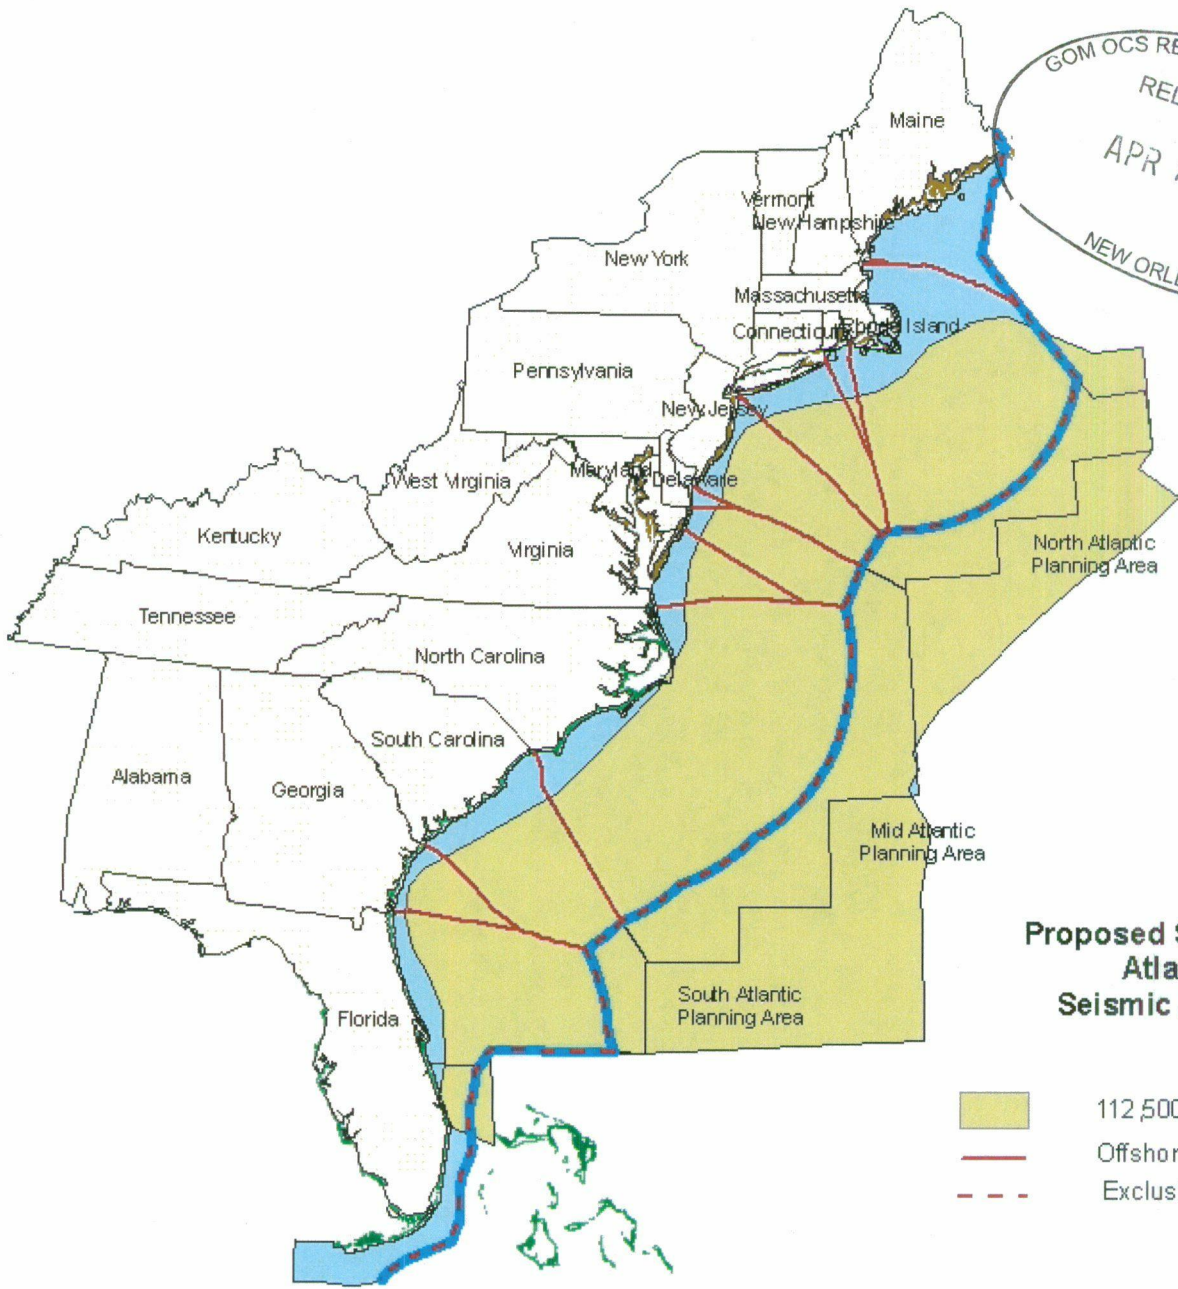 GOM OCS RE
REL
APR
NEW ORLE
Maine
Vermont
New Hampshire
New York
Massachusetts
Connecticut
Rhode Island
Pennsylvania
New Jersey
Maryland
Delaware
West Virginia
Kentucky
Virginia
North Atlantic
Planning Area
Tennessee
North Carolina
South Carolina
Alabama
Georgia
Mid Atlantic
Planning Area
Proposed S
Atla
Seismic
South Atlantic
Planning Area
Florida
112,500
Offshor
Exclus